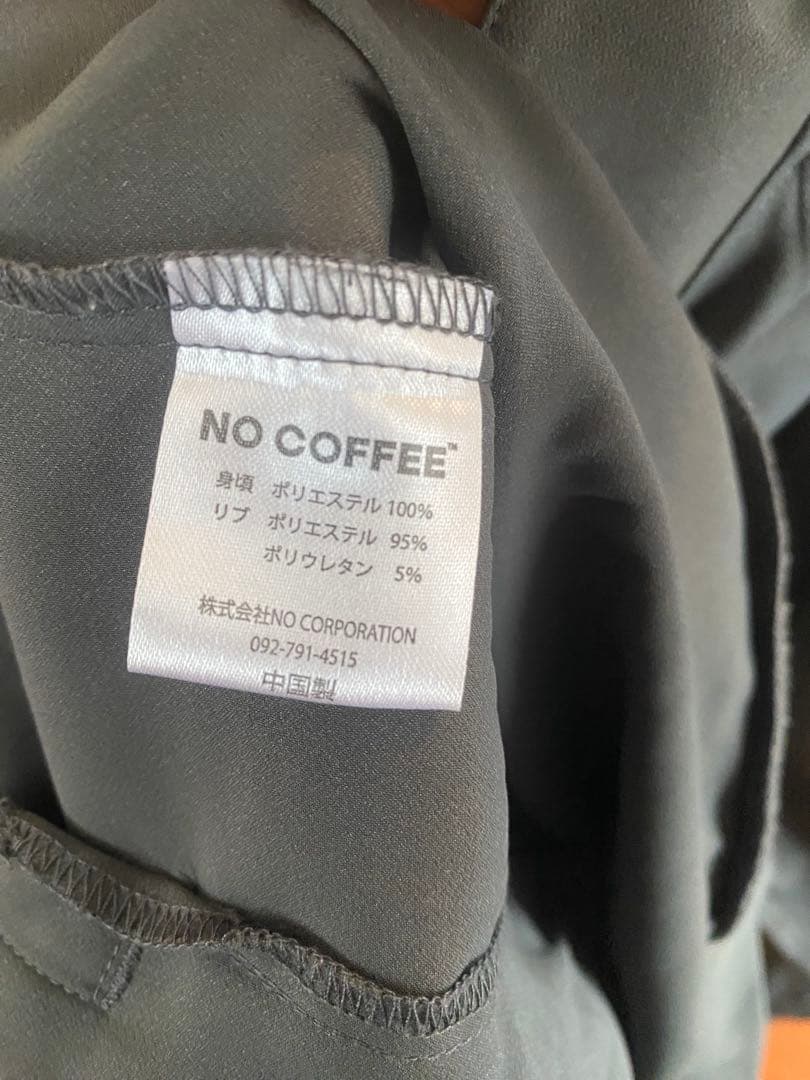 NO COFFEE™
身頃 ポリエステル 100%
リブ ポリエステル 95%
ポリウレタン 5%
株式会社NO CORPORATION
092-791-4515
中国製